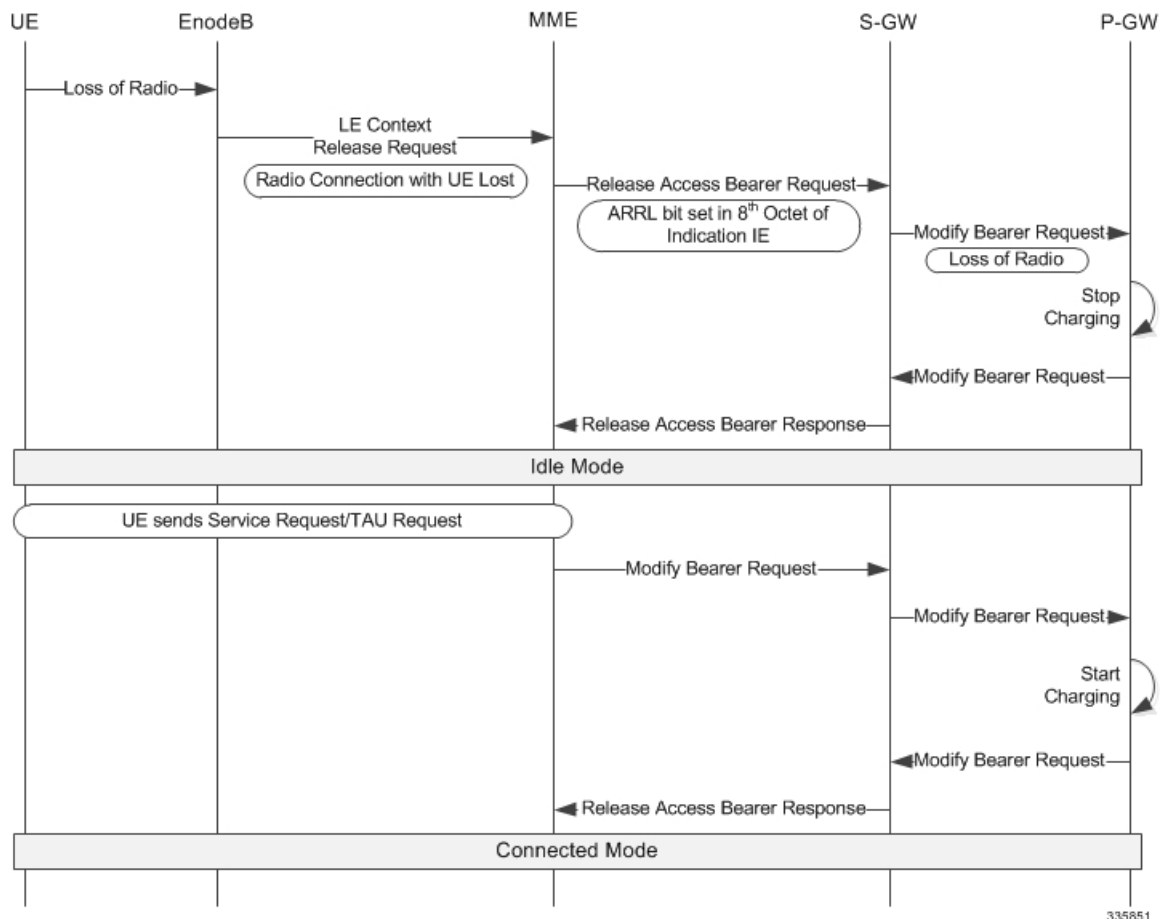 UE EnodeB MME S-GW P-GW
Loss of Radio
LE Context
Release Request
Radio Connection with UE Lost
Release Access Bearer Request
ARRL bit set in 8th Octet of
Indication IE
Modify Bearer Request
Loss of Radio
Stop
Charging
Modify Bearer Request
Release Access Bearer Response
Idle Mode
UE sends Service Request/TAU Request
Modify Bearer Request
Modify Bearer Request
Start
Charging
Modify Bearer Request
Release Access Bearer Response
Connected Mode
335851